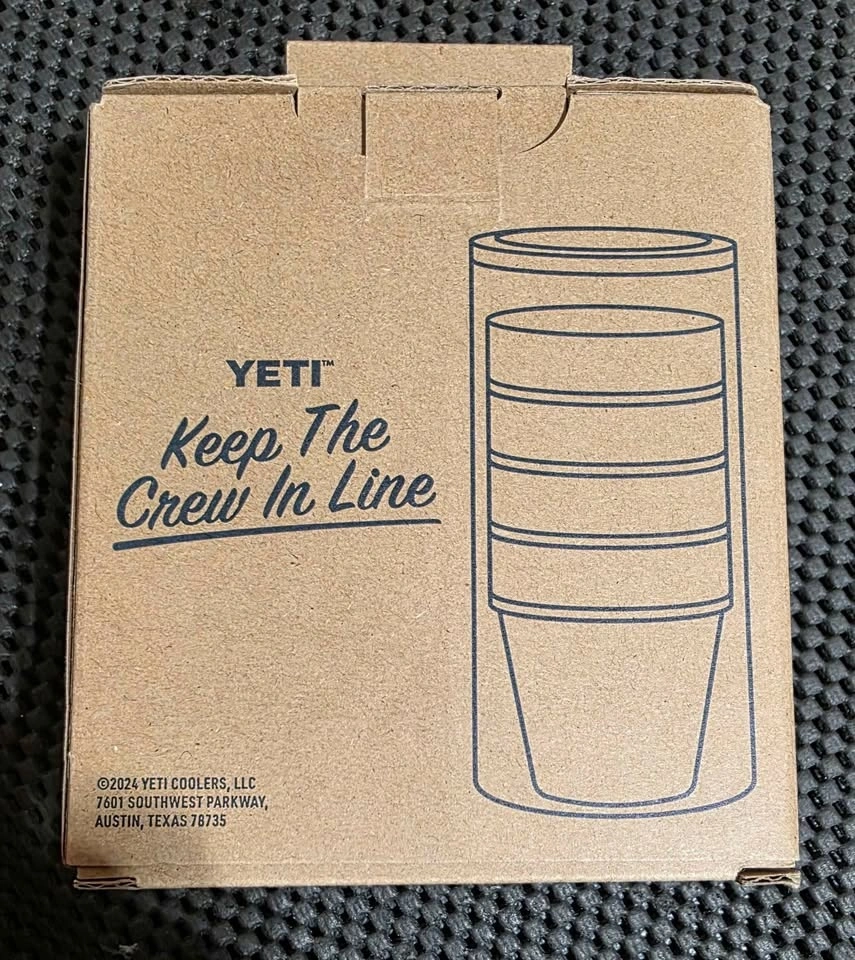 YETI™
Keep The
Crew In Line
©2024 YETI COOLERS, LLC
7601 SOUTHWEST PARKWAY,
AUSTIN, TEXAS 78735